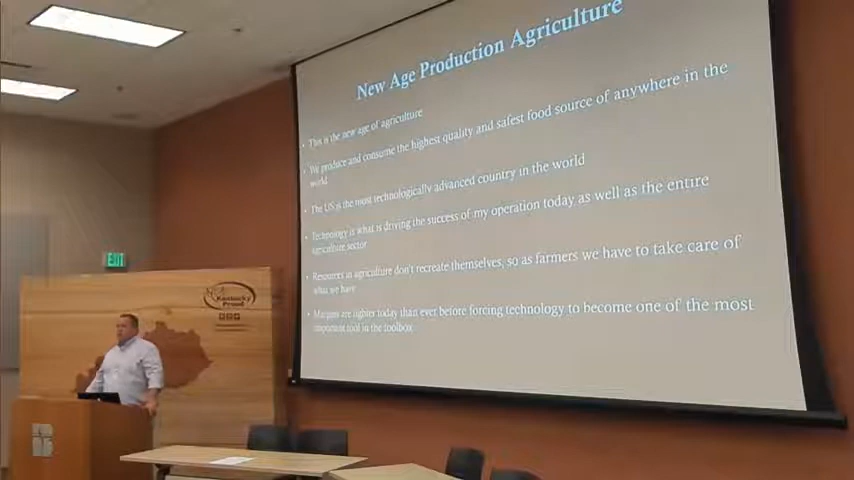 New Age Production Agriculture
• This is the new age of agriculture
• We produce and consume the highest quality and safest food source of anywhere in the
world
• The US is the most technologically advanced country in the world
• Technology is what is driving the success of my operation today as well as the entire
agriculture sector
• Resources in agriculture don't recreate themselves, so as farmers we have to take care of
what we have
• Margins are tighter today than ever before forcing technology to become one of the most
important tool in the toolbox
EXIT
Kentucky
Proud